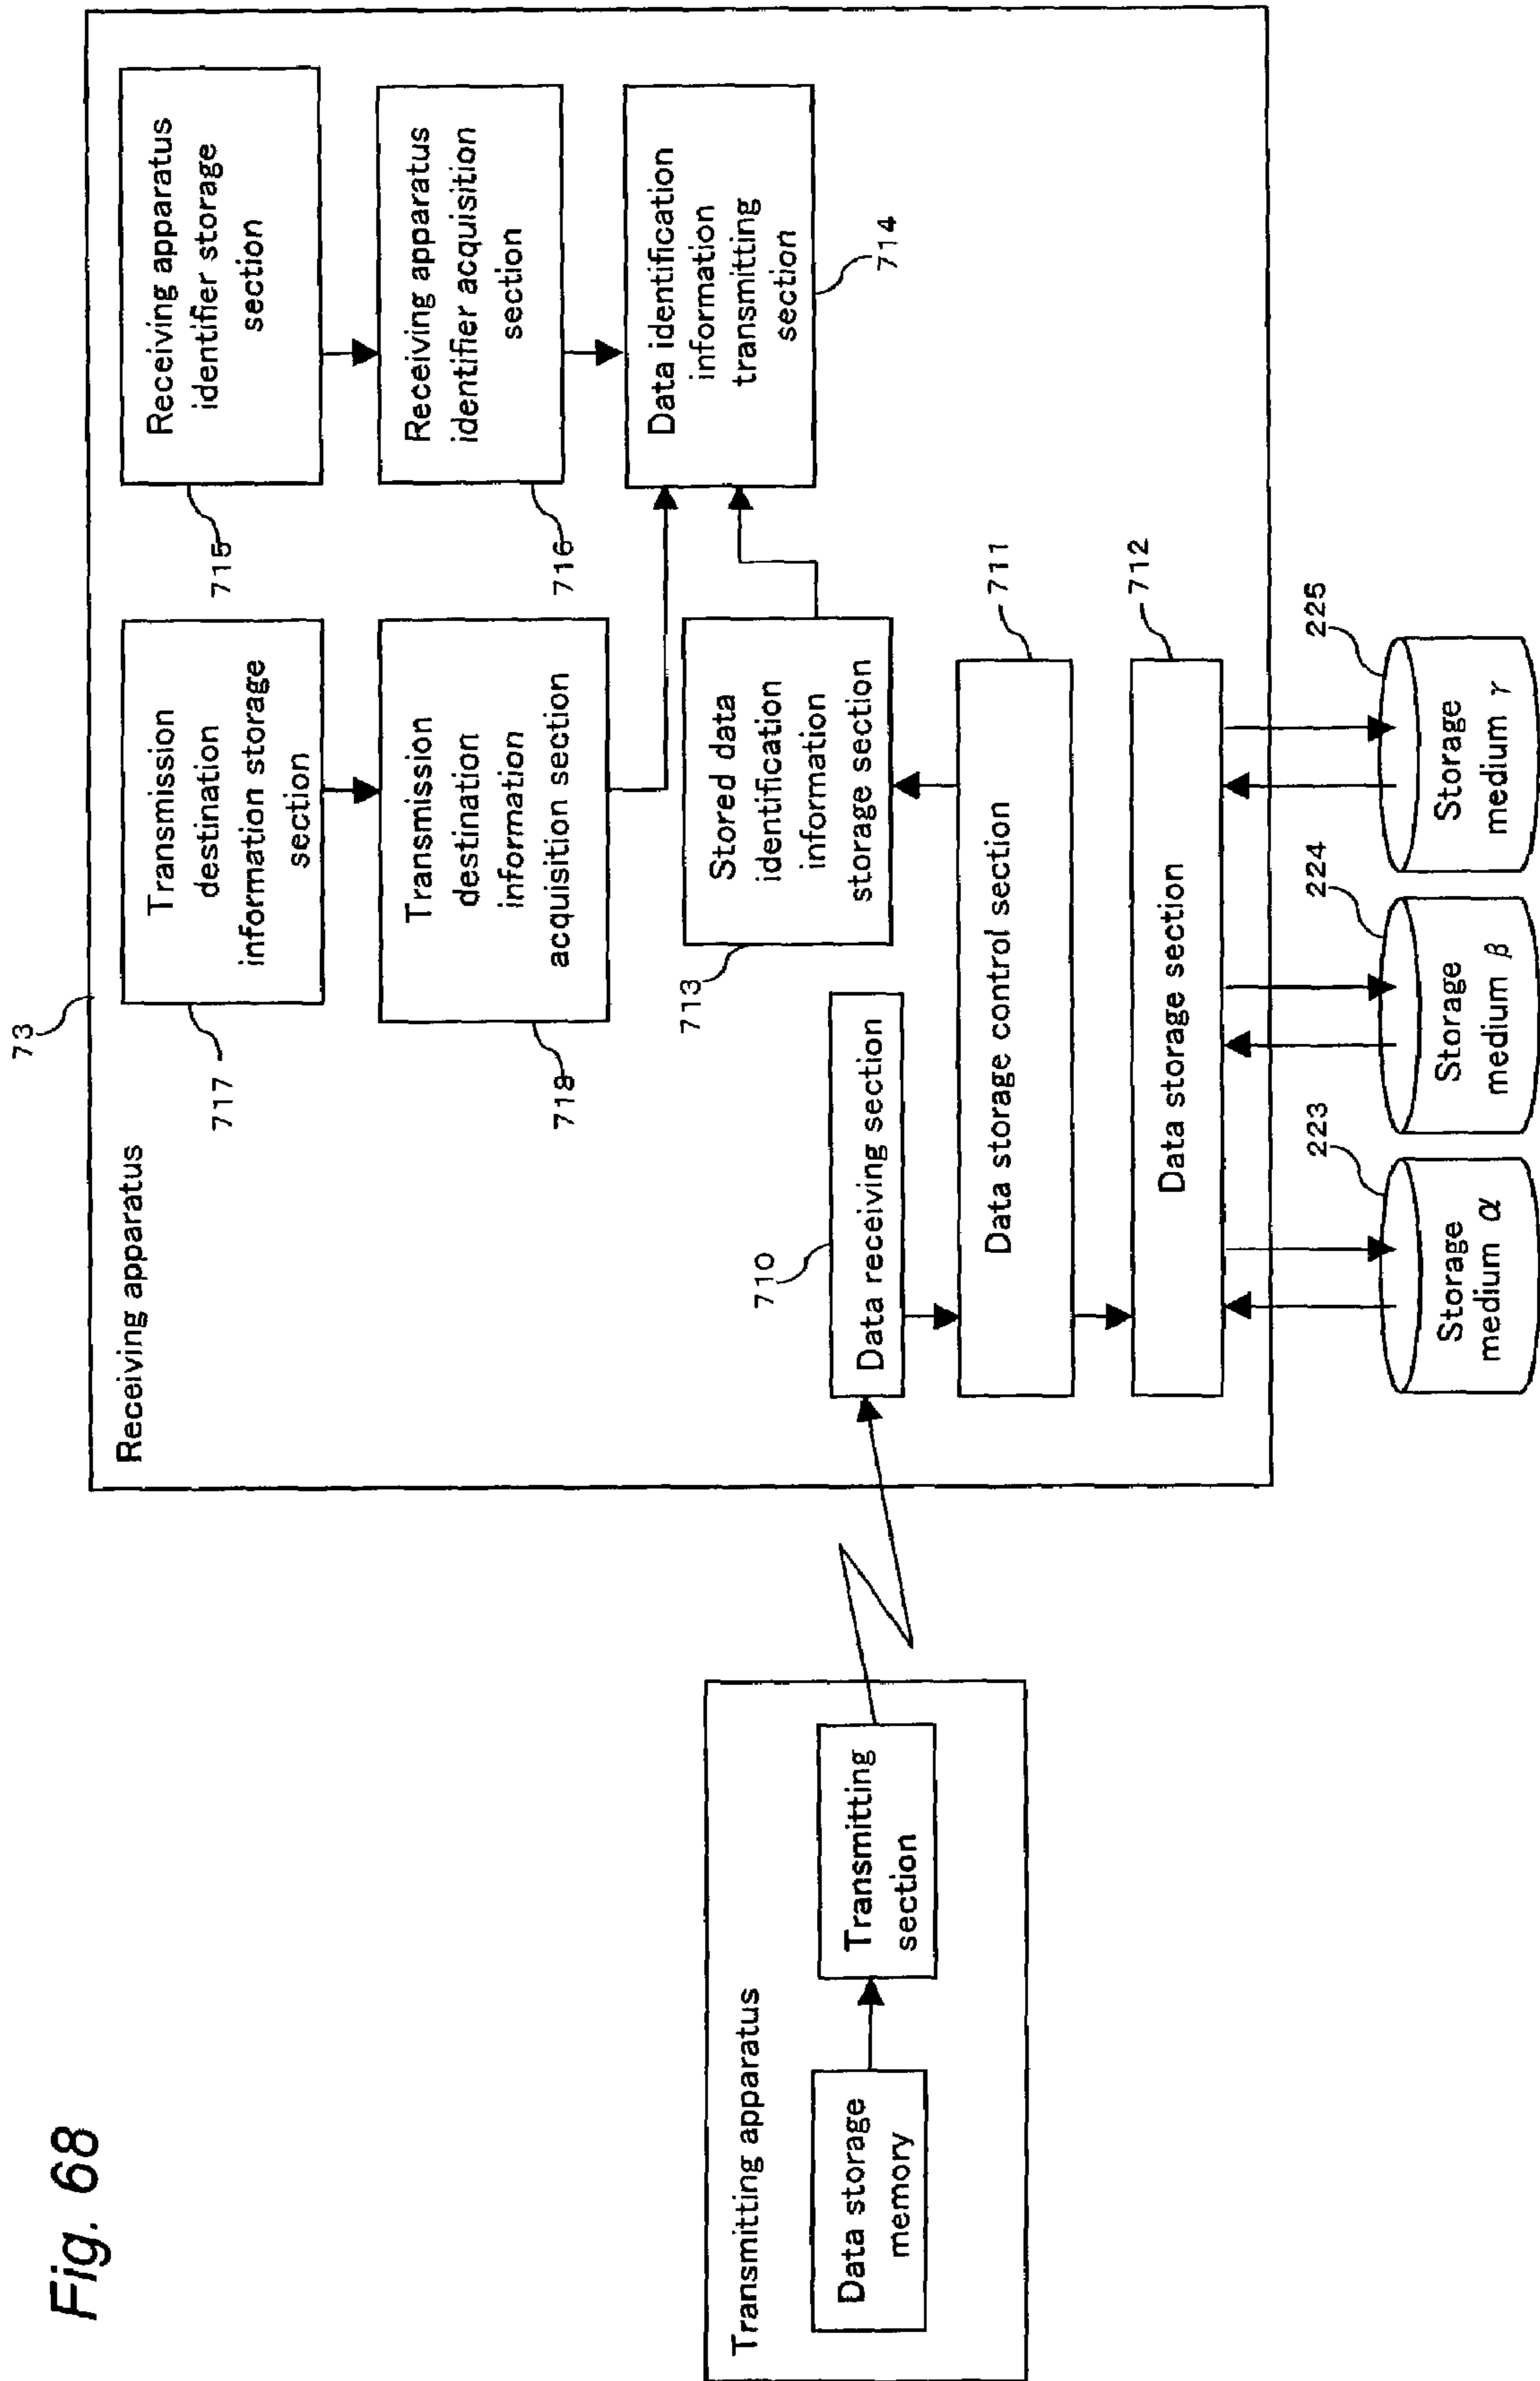 Fig. 68
Transmitting apparatus
Data storage
memory
Transmitting
section
73
Receiving apparatus
Transmission
destination
information storage
section
717
Receiving apparatus
identifier storage
section
715
Transmission
destination
information
acquisition section
718
Receiving apparatus
identifier acquisition
section
716
Stored data
identification
information
storage section
713
Data identification
information
transmitting
section
714
710
Data receiving section
Data storage control section
711
Data storage section
712
223
Storage
medium α
224
Storage
medium β
225
Storage
medium γ